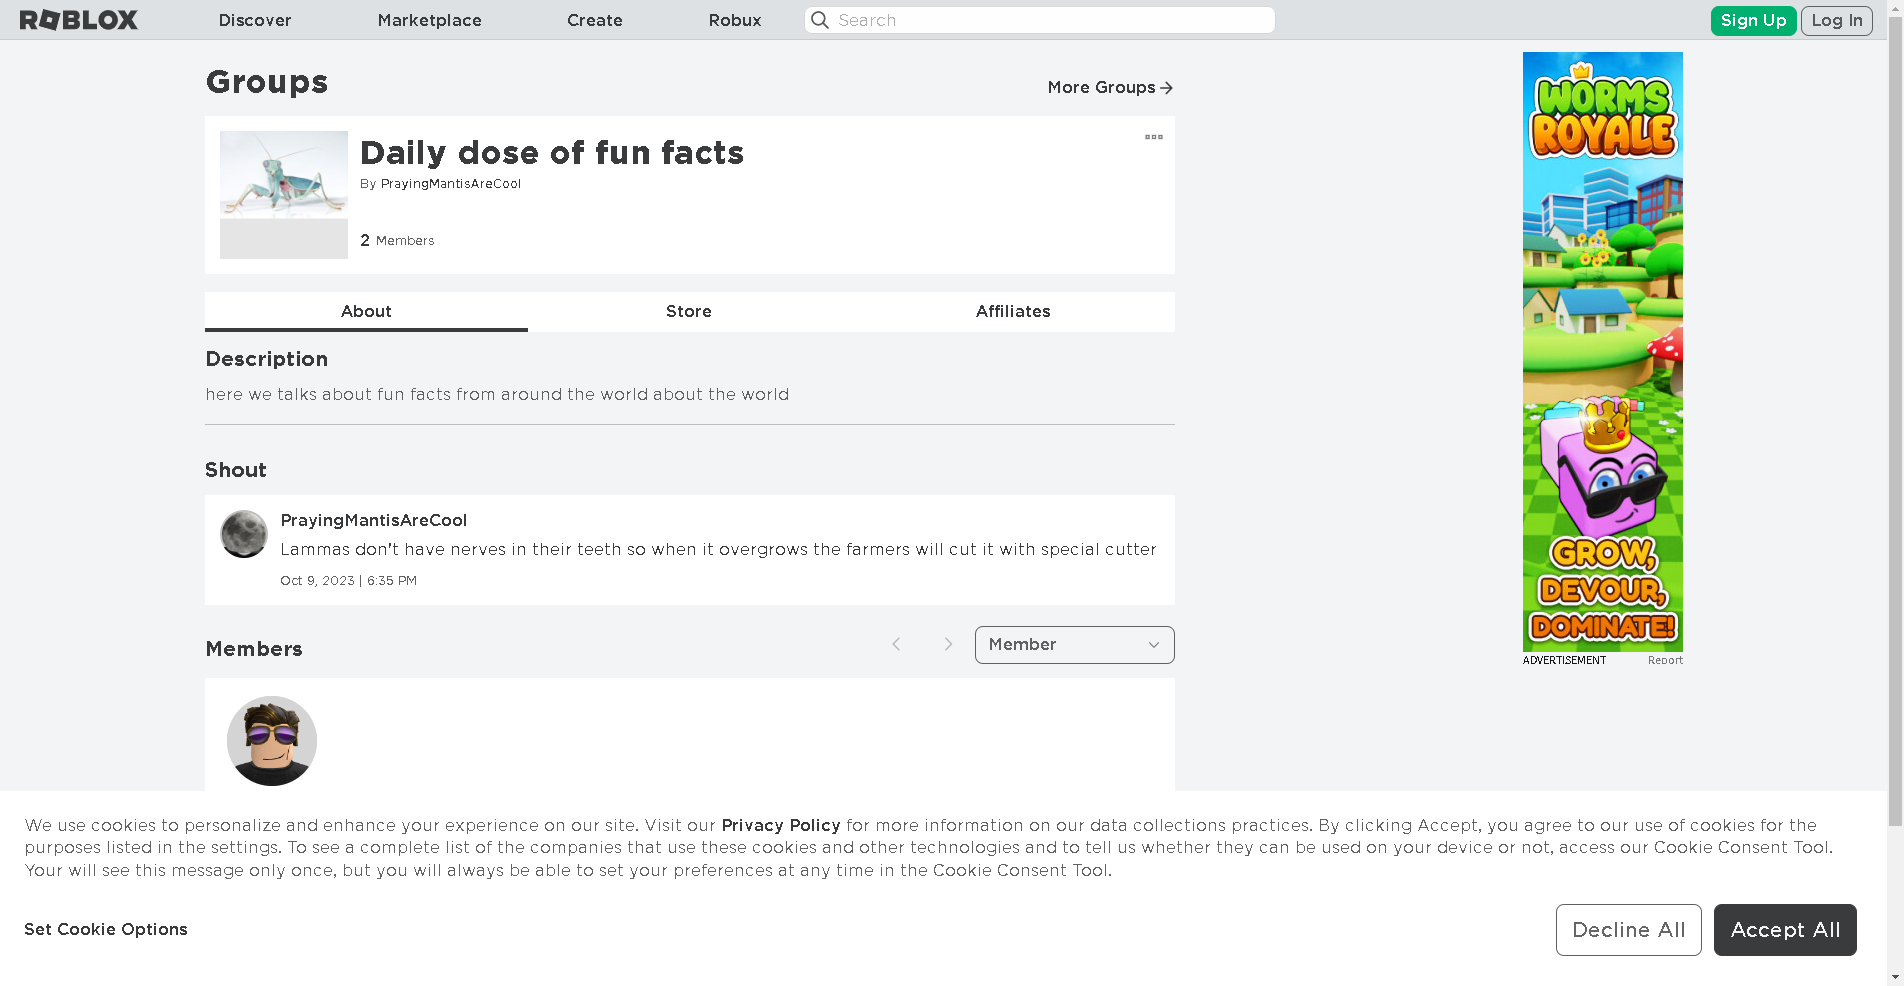 ROBLOX
Discover
Marketplace
Create
Robux
Search
Sign Up
Log In
Groups
More Groups
Daily dose of fun facts
By PrayingMantisAreCool
2 Members
About
Store
Affiliates
Description
here we talks about fun facts from around the world about the world
Shout
PrayingMantisAreCool
Lammas don't have nerves in their teeth so when it overgrows the farmers will cut it with special cutter
Oct 9, 2023 | 6:35 PM
Members
Member
WORMS
ROYALE
GROW,
DEVOUR,
DOMINATE!
ADVERTISEMENT
Report
We use cookies to personalize and enhance your experience on our site. Visit our Privacy Policy for more information on our data collections practices. By clicking Accept, you agree to our use of cookies for the
purposes listed in the settings. To see a complete list of the companies that use these cookies and other technologies and to tell us whether they can be used on your device or not, access our Cookie Consent Tool.
Your will see this message only once, but you will always be able to set your preferences at any time in the Cookie Consent Tool.
Set Cookie Options
Decline All
Accept All